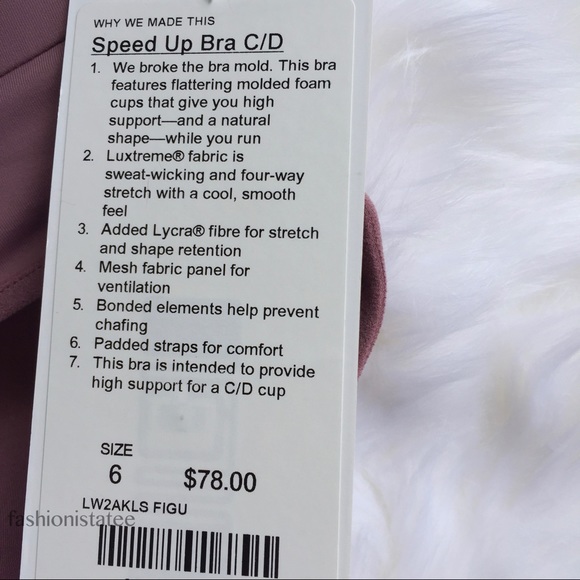 WHY WE MADE THIS
Speed Up Bra C/D
1. We broke the bra mold. This bra
features flattering molded foam
cups that give you high
support—and a natural
shape—while you run
2. Luxtreme® fabric is
sweat-wicking and four-way
stretch with a cool, smooth
feel
3. Added Lycra® fibre for stretch
and shape retention
4. Mesh fabric panel for
ventilation
5. Bonded elements help prevent
chafing
6. Padded straps for comfort
7. This bra is intended to provide
high support for a C/D cup
SIZE
6 $78.00
LW2AKLS FIGU
fashionistatee